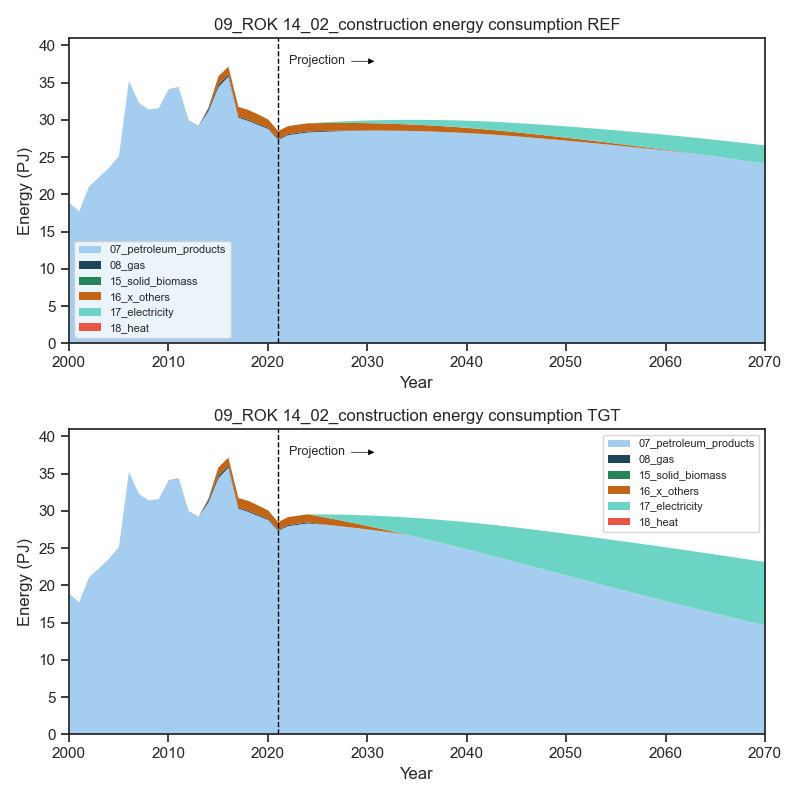 09_ROK 14_02_construction energy consumption REF
Energy (PJ)
40
35
30
25
20
15
10
5
0
Projection
07_petroleum_products
08_gas
15_solid_biomass
16_x_others
17_electricity
18_heat
2000 2010 2020 2030 2040 2050 2060 2070
Year
09_ROK 14_02_construction energy consumption TGT
Energy (PJ)
40
35
30
25
20
15
10
5
0
Projection
07_petroleum_products
08_gas
15_solid_biomass
16_x_others
17_electricity
18_heat
2000 2010 2020 2030 2040 2050 2060 2070
Year